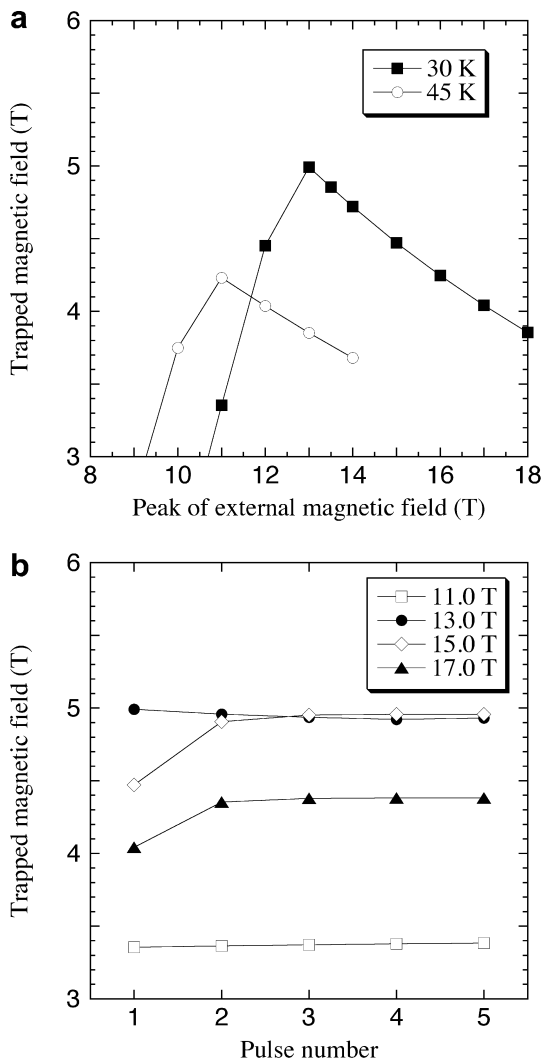 a
6
5
4
3
Trapped magnetic field (T)
30 K
45 K
8 10 12 14 16 18
Peak of external magnetic field (T)
b
6
5
4
3
Trapped magnetic field (T)
11.0 T
13.0 T
15.0 T
17.0 T
1 2 3 4 5
Pulse number